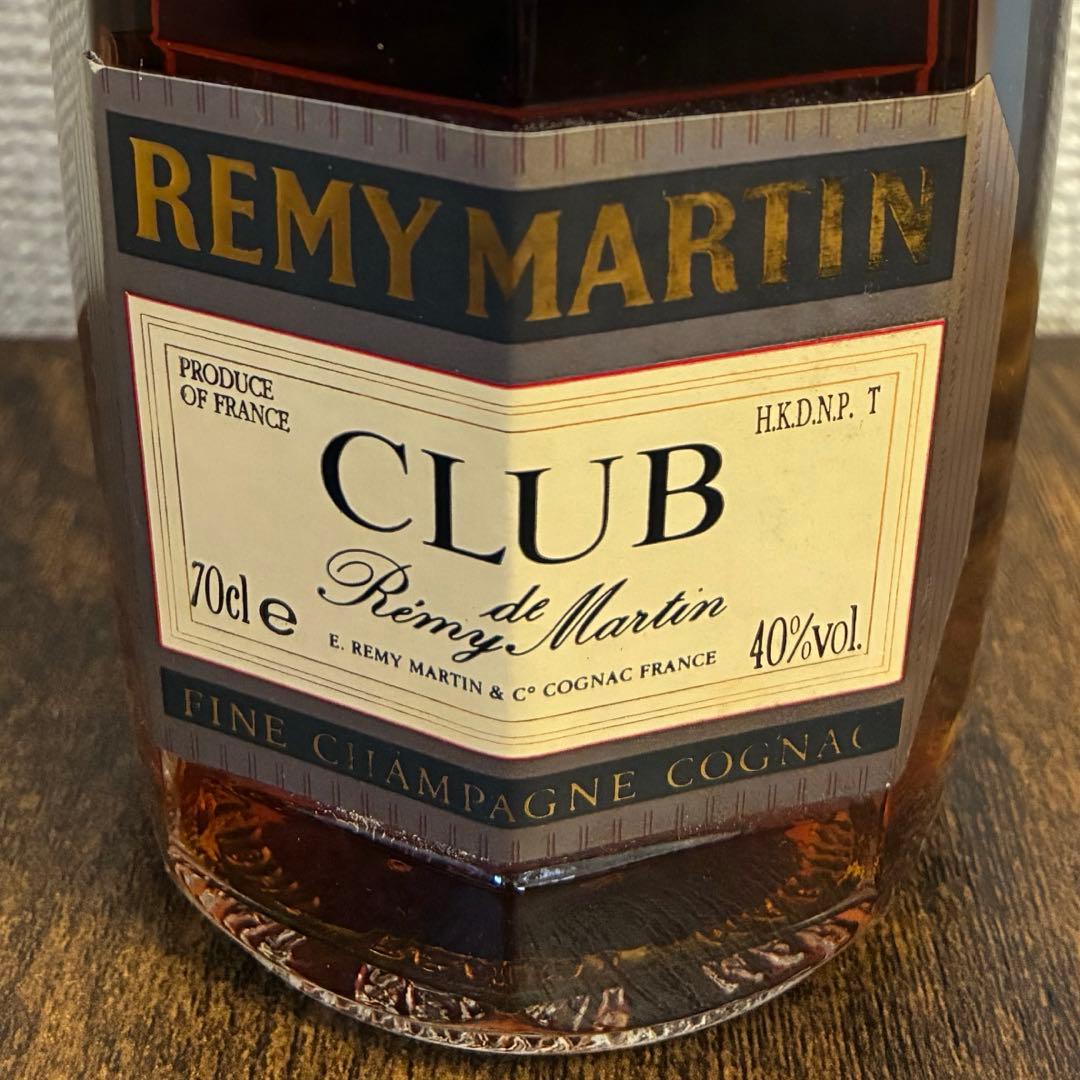 REMY MARTIN
PRODUCE
OF FRANCE
H.K.D.N.P. T
CLUB
de
Rémy Martin
70cl e
40%vol.
E. REMY MARTIN & C° COGNAC FRANCE
FINE CHAMPAGNE COGNAC